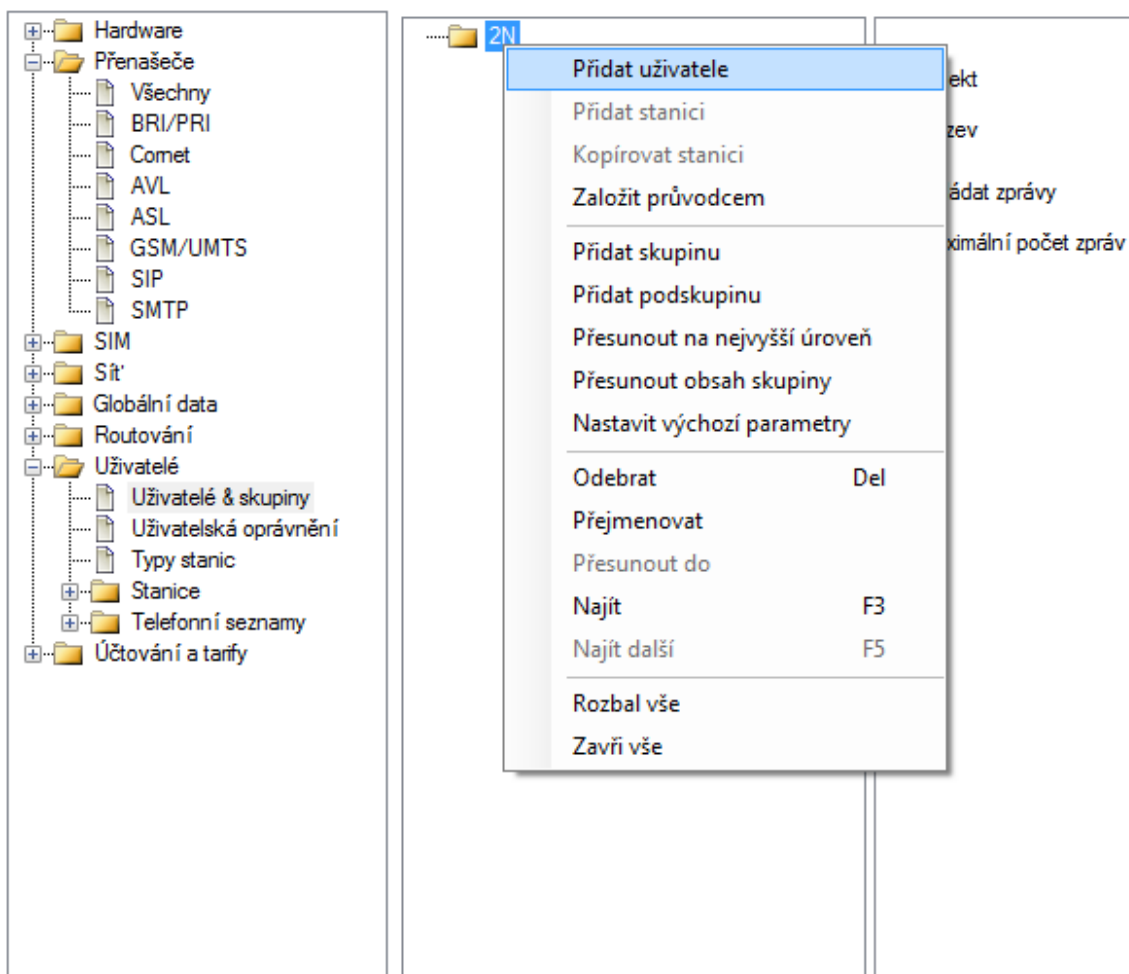 Hardware
Přenašeče
Všechny
BRI/PRI
Cornet
AVL
ASL
GSM/UMTS
SIP
SMTP
SIM
Síť
Globální data
Routování
Uživatelé
Uživatelé & skupiny
Uživatelská oprávnění
Typy stanic
Stanice
Telefonní seznamy
Účtování a tarify
2N
Přidat uživatele
Přidat stanici
Kopírovat stanici
Založit průvodcem
Přidat skupinu
Přidat podskupinu
Přesunout na nejvyšší úroveň
Přesunout obsah skupiny
Nastavit výchozí parametry
Odebrat Del
Přejmenovat
Přesunout do
Najít F3
Najít další F5
Rozbal vše
Zavři vše
ekt
zev
ádat zprávy
ximální počet zpráv